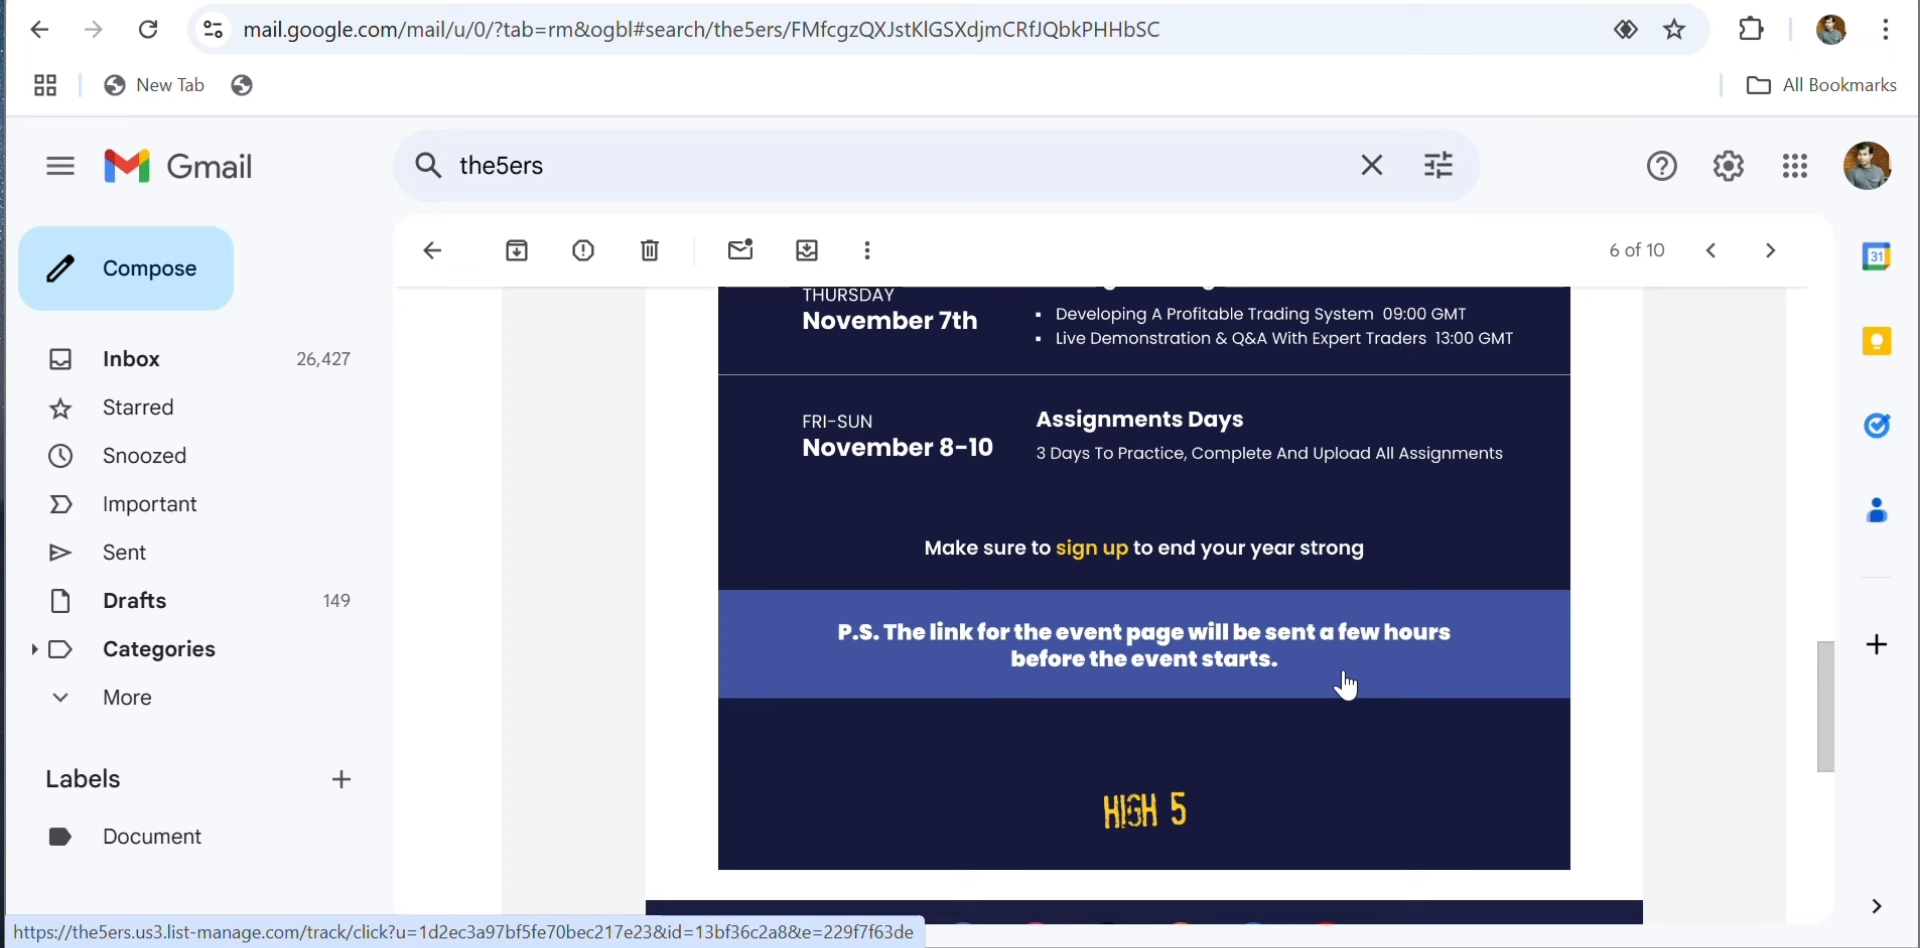 mail.google.com/mail/u/0/?tab=rm&ogbl#search/the5ers/FMfcgzQXJstKlGSXdjmCRfJQbkPHHbSC
New Tab
All Bookmarks
Gmail
the5ers
Compose
6 of 10
31
Inbox 26,427
Starred
Snoozed
Important
Sent
Drafts 149
Categories
More
Labels
Document
THURSDAY
November 7th
▪ Developing A Profitable Trading System 09:00 GMT
▪ Live Demonstration & Q&A With Expert Traders 13:00 GMT
FRI-SUN
November 8-10
Assignments Days
3 Days To Practice, Complete And Upload All Assignments
Make sure to sign up to end your year strong
P.S. The link for the event page will be sent a few hours
before the event starts.
HIGH 5
https://the5ers.us3.list-manage.com/track/click?u=1d2ec3a97bf5fe70bec217e23&id=13bf36c2a8&e=229f7f63de